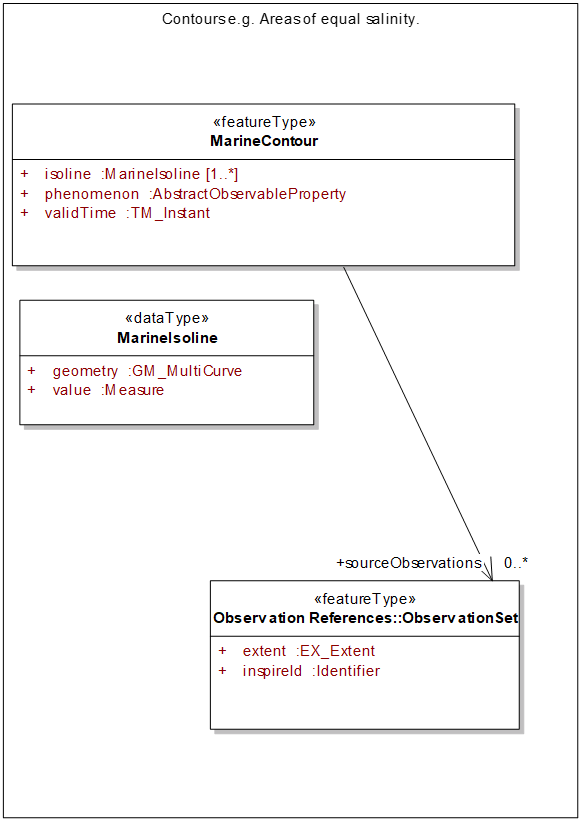 Contours e.g. Areas of equal salinity.
«featureType»
MarineContour
+ isoline :MarineIsoline [1..*]
+ phenomenon :AbstractObservableProperty
+ validTime :TM_Instant
«dataType»
MarineIsoline
+ geometry :GM_MultiCurve
+ value :Measure
+sourceObservations 0..*
«featureType»
Observation References::ObservationSet
+ extent :EX_Extent
+ inspireId :Identifier